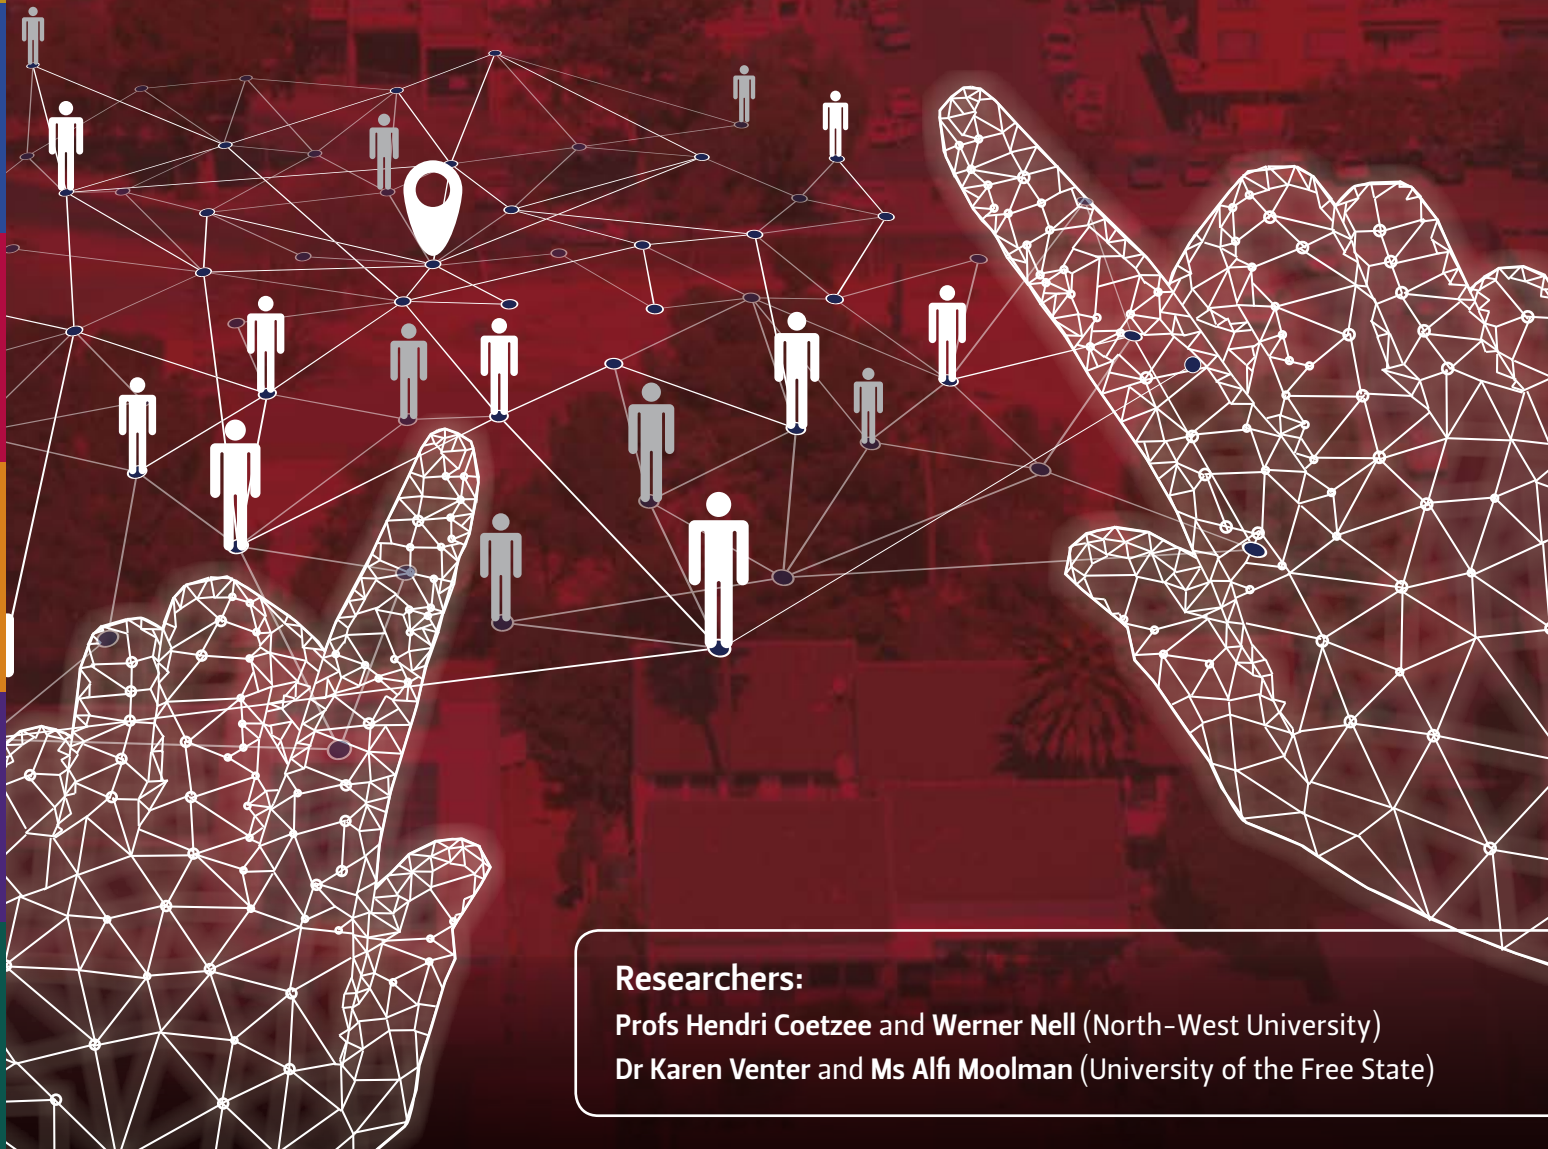 Researchers:
Profs Hendri Coetzee and Werner Nell (North-West University)
Dr Karen Venter and Ms Alfi Moolman (University of the Free State)